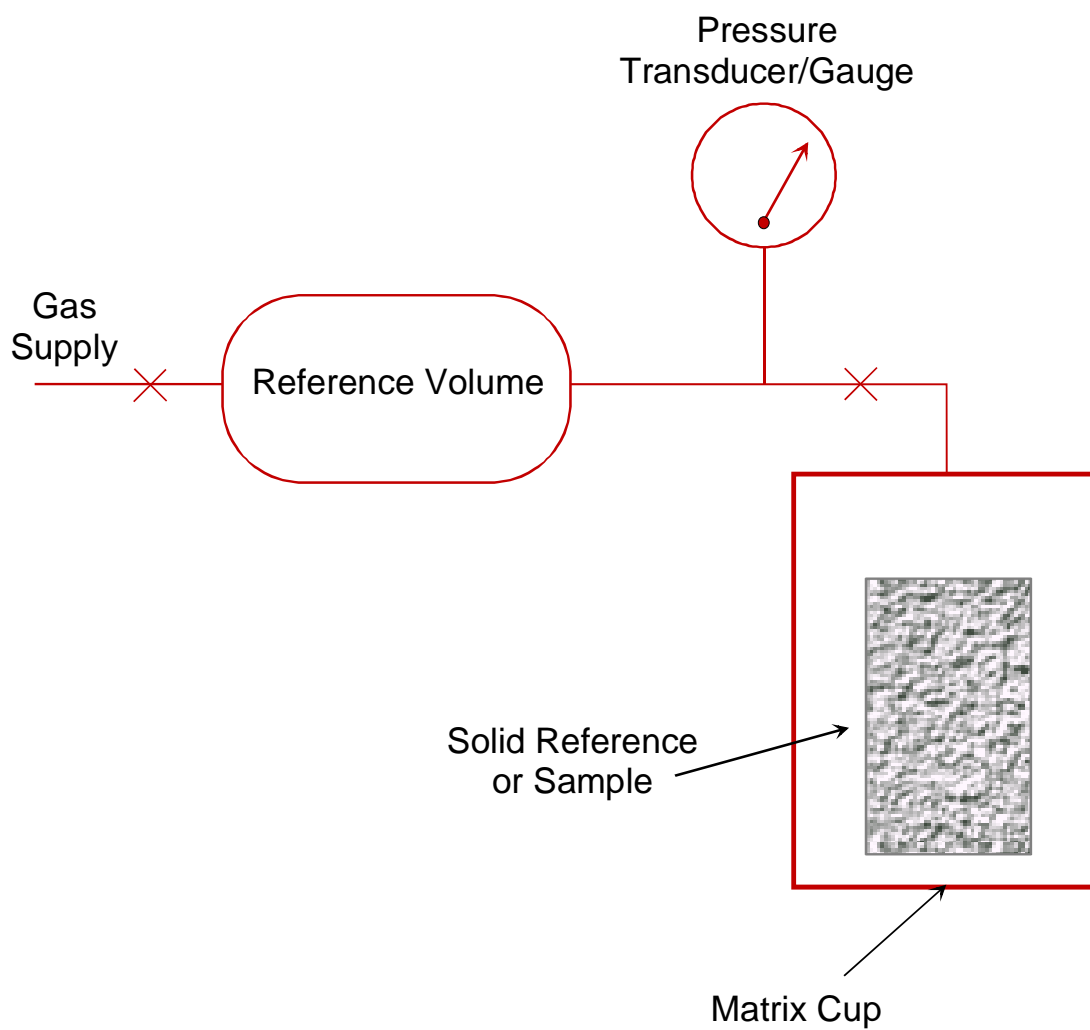 Pressure
Transducer/Gauge
Gas
Supply
Reference Volume
Solid Reference
or Sample
Matrix Cup